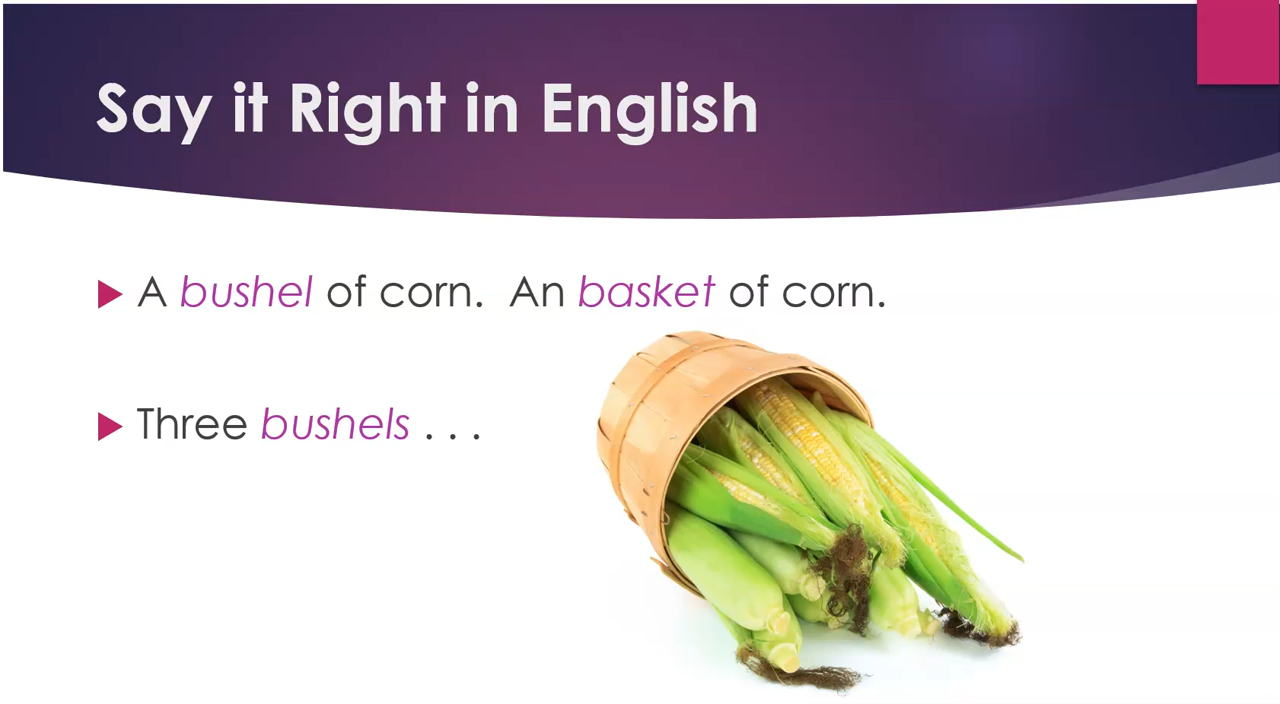 Say it Right in English
A bushel of corn.  An basket of corn.
Three bushels . . .